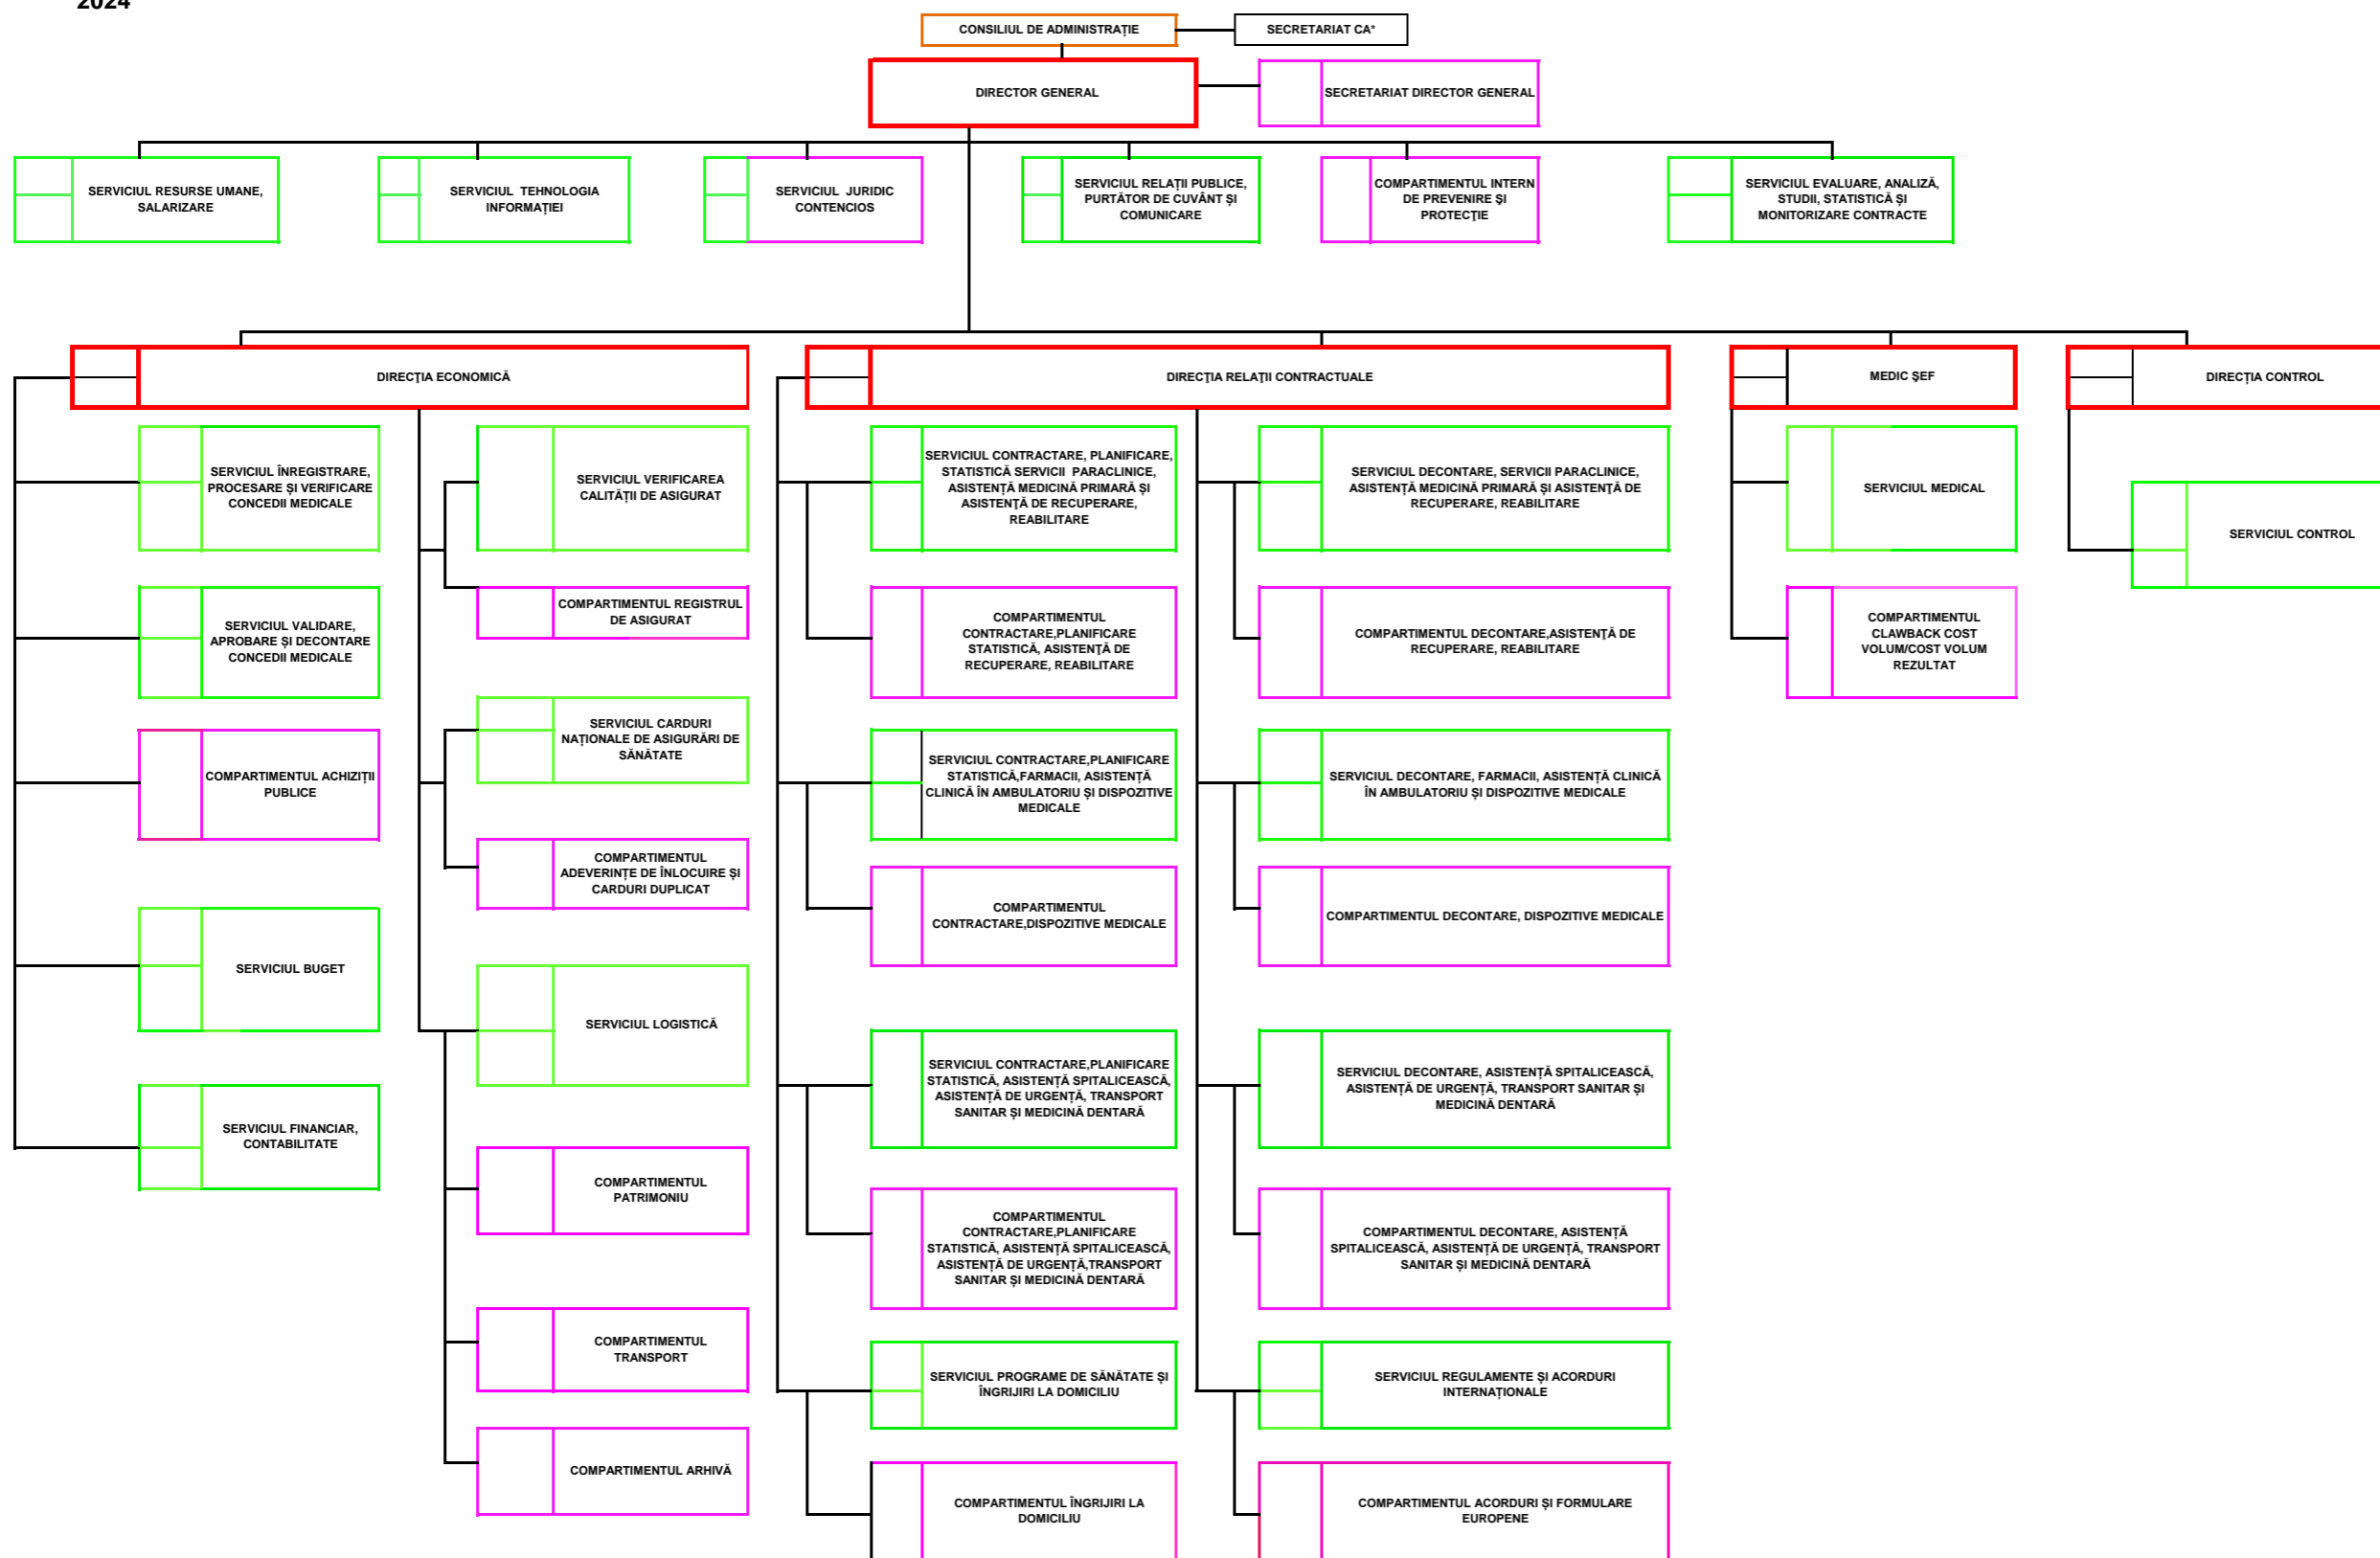 2024
CONSILIUL DE ADMINISTRAȚIE
SECRETARIAT CA*
DIRECTOR GENERAL
SECRETARIAT DIRECTOR GENERAL
SERVICIUL RESURSE UMANE,
SALARIZARE
SERVICIUL TEHNOLOGIA
INFORMAȚIEI
SERVICIUL JURIDIC
CONTENCIOS
SERVICIUL RELAȚII PUBLICE,
PURTĂTOR DE CUVÂNT ȘI
COMUNICARE
COMPARTIMENTUL INTERN
DE PREVENIRE ŞI
PROTECŢIE
SERVICIUL EVALUARE, ANALIZĂ,
STUDII, STATISTICĂ ȘI
MONITORIZARE CONTRACTE
DIRECŢIA ECONOMICĂ
DIRECŢIA RELAŢII CONTRACTUALE
MEDIC ŞEF
DIRECȚIA CONTROL
SERVICIUL ÎNREGISTRARE,
PROCESARE ȘI VERIFICARE
CONCEDII MEDICALE
SERVICIUL VERIFICAREA
CALITĂȚII DE ASIGURAT
SERVICIUL CONTRACTARE, PLANIFICARE,
STATISTICĂ SERVICII PARACLINICE,
ASISTENȚĂ MEDICINĂ PRIMARĂ ȘI
ASISTENŢĂ DE RECUPERARE,
REABILITARE
SERVICIUL DECONTARE, SERVICII PARACLINICE,
ASISTENȚĂ MEDICINĂ PRIMARĂ ȘI ASISTENŢĂ DE
RECUPERARE, REABILITARE
SERVICIUL MEDICAL
SERVICIUL CONTROL
COMPARTIMENTUL REGISTRUL
DE ASIGURAT
SERVICIUL VALIDARE,
APROBARE ȘI DECONTARE
CONCEDII MEDICALE
COMPARTIMENTUL
CONTRACTARE,PLANIFICARE
STATISTICĂ, ASISTENŢĂ DE
RECUPERARE, REABILITARE
COMPARTIMENTUL DECONTARE,ASISTENŢĂ DE
RECUPERARE, REABILITARE
COMPARTIMENTUL
CLAWBACK COST
VOLUM/COST VOLUM
REZULTAT
SERVICIUL CARDURI
NAȚIONALE DE ASIGURĂRI DE
SĂNĂTATE
COMPARTIMENTUL ACHIZIȚII
PUBLICE
SERVICIUL CONTRACTARE,PLANIFICARE
STATISTICĂ,FARMACII, ASISTENȚĂ
CLINICĂ ÎN AMBULATORIU ȘI DISPOZITIVE
MEDICALE
SERVICIUL DECONTARE, FARMACII, ASISTENȚĂ CLINICĂ
ÎN AMBULATORIU ȘI DISPOZITIVE MEDICALE
COMPARTIMENTUL
ADEVERINȚE DE ÎNLOCUIRE ȘI
CARDURI DUPLICAT
COMPARTIMENTUL
CONTRACTARE,DISPOZITIVE MEDICALE
COMPARTIMENTUL DECONTARE, DISPOZITIVE MEDICALE
SERVICIUL BUGET
SERVICIUL LOGISTICĂ
SERVICIUL CONTRACTARE,PLANIFICARE
STATISTICĂ, ASISTENȚĂ SPITALICEASCĂ,
ASISTENȚĂ DE URGENȚĂ, TRANSPORT
SANITAR ȘI MEDICINĂ DENTARĂ
SERVICIUL DECONTARE, ASISTENȚĂ SPITALICEASCĂ,
ASISTENȚĂ DE URGENȚĂ, TRANSPORT SANITAR ȘI
MEDICINĂ DENTARĂ
SERVICIUL FINANCIAR,
CONTABILITATE
COMPARTIMENTUL
PATRIMONIU
COMPARTIMENTUL
CONTRACTARE,PLANIFICARE
STATISTICĂ, ASISTENȚĂ SPITALICEASCĂ,
ASISTENȚĂ DE URGENȚĂ,TRANSPORT
SANITAR ȘI MEDICINĂ DENTARĂ
COMPARTIMENTUL DECONTARE, ASISTENȚĂ
SPITALICEASCĂ, ASISTENȚĂ DE URGENȚĂ, TRANSPORT
SANITAR ȘI MEDICINĂ DENTARĂ
COMPARTIMENTUL
TRANSPORT
SERVICIUL PROGRAME DE SĂNĂTATE ȘI
ÎNGRIJIRI LA DOMICILIU
SERVICIUL REGULAMENTE ȘI ACORDURI
INTERNAȚIONALE
COMPARTIMENTUL ARHIVĂ
COMPARTIMENTUL ÎNGRIJIRI LA
DOMICILIU
COMPARTIMENTUL ACORDURI ȘI FORMULARE
EUROPENE